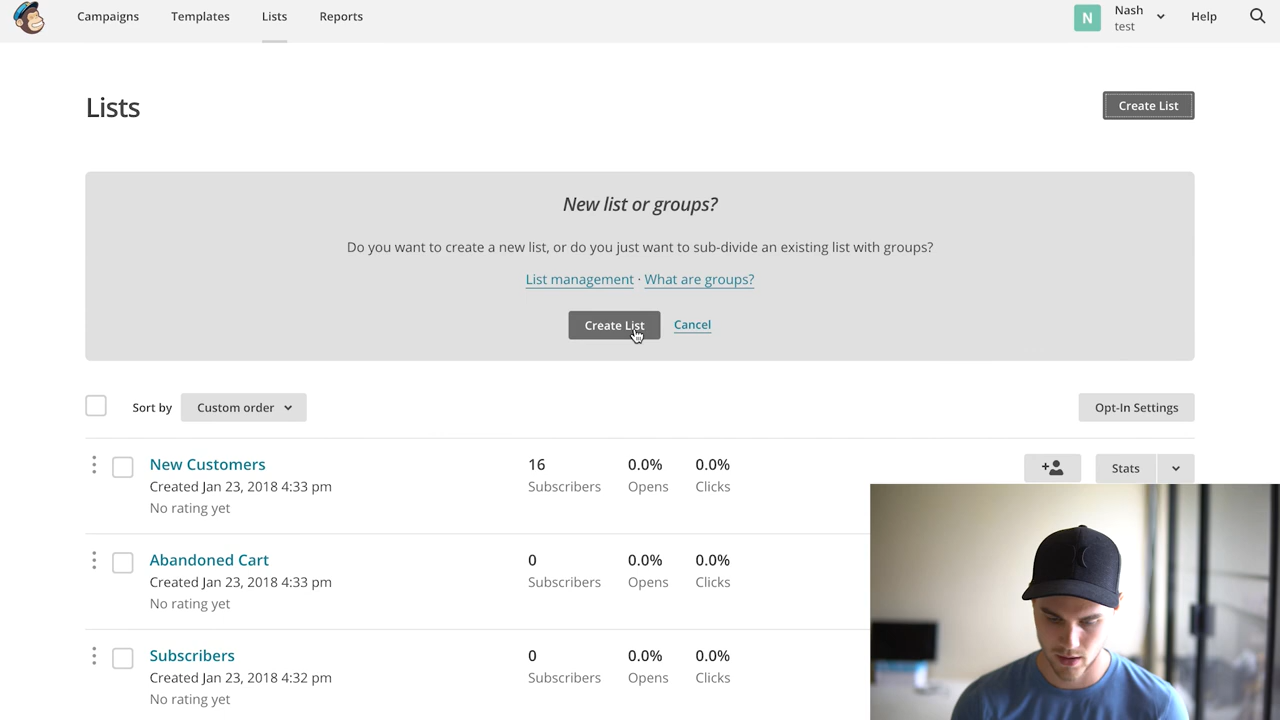 Campaigns Templates Lists Reports
N
Nash
test
Help
Lists
Create List
New list or groups?
Do you want to create a new list, or do you just want to sub-divide an existing list with groups?
List management · What are groups?
Create List Cancel
Sort by Custom order Opt-In Settings
New Customers 16 0.0% 0.0%
Created Jan 23, 2018 4:33 pm Subscribers Opens Clicks
No rating yet
Stats
Abandoned Cart 0 0.0% 0.0%
Created Jan 23, 2018 4:33 pm Subscribers Opens Clicks
No rating yet
Subscribers 0 0.0% 0.0%
Created Jan 23, 2018 4:32 pm Subscribers Opens Clicks
No rating yet